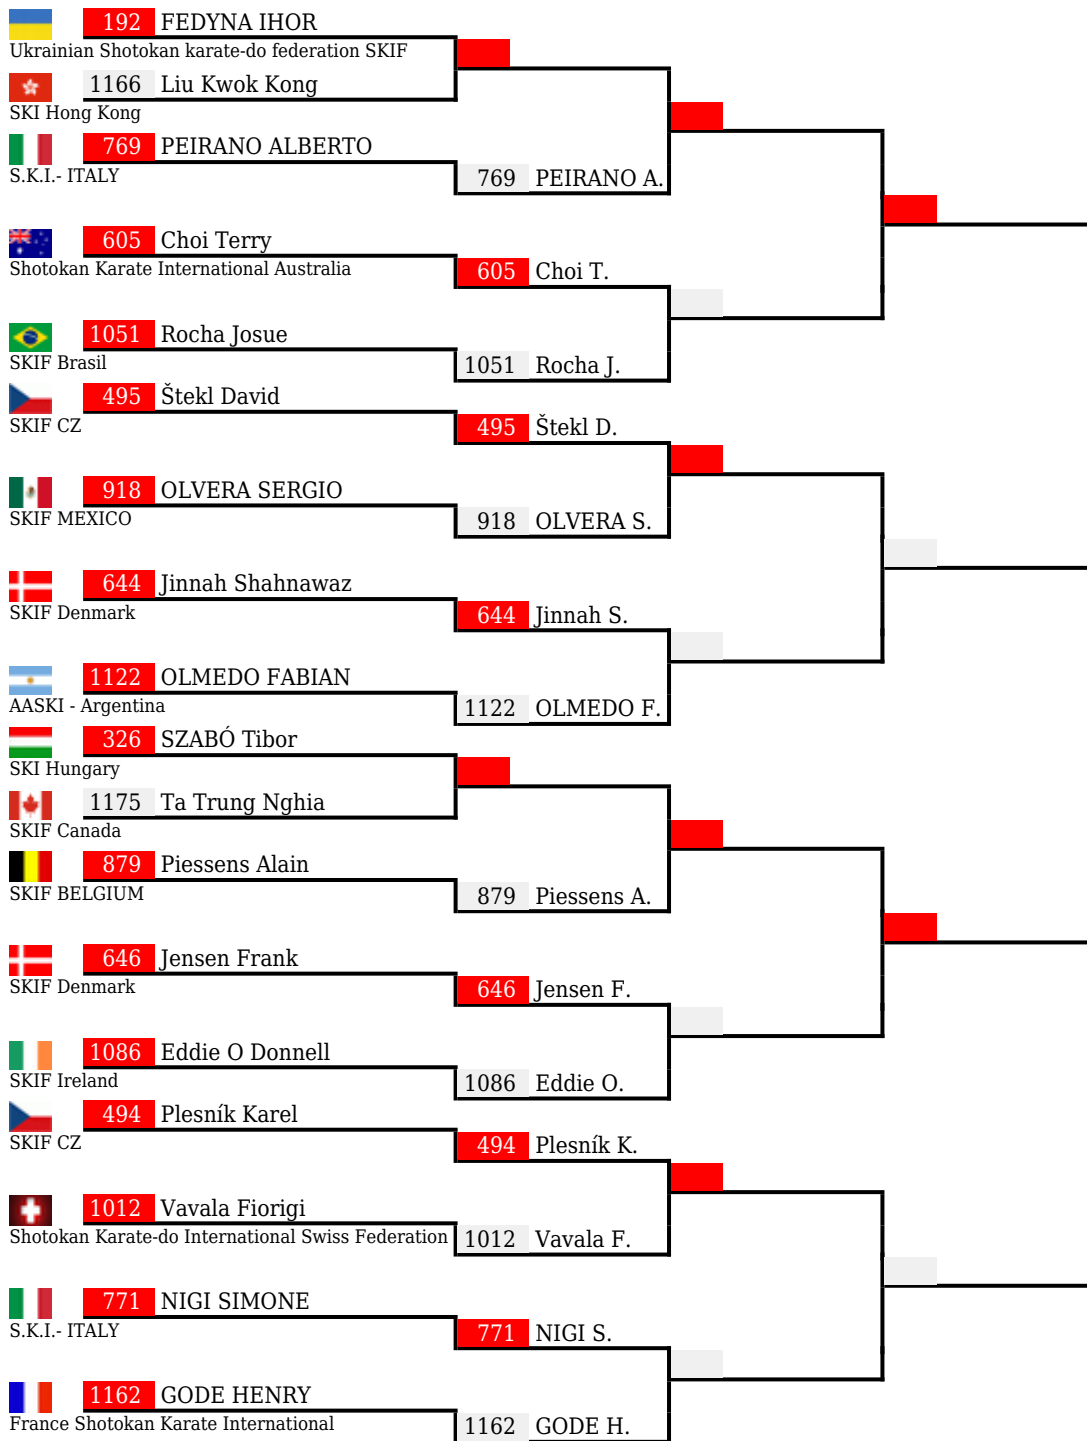 192 FEDYNA IHOR
Ukrainian Shotokan karate-do federation SKIF
1166 Liu Kwok Kong
SKI Hong Kong
769 PEIRANO ALBERTO
S.K.I.- ITALY
769 PEIRANO A.
605 Choi Terry
Shotokan Karate International Australia
605 Choi T.
1051 Rocha Josue
SKIF Brasil
1051 Rocha J.
495 Štekl David
SKIF CZ
495 Štekl D.
918 OLVERA SERGIO
SKIF MEXICO
918 OLVERA S.
644 Jinnah Shahnawaz
SKIF Denmark
644 Jinnah S.
1122 OLMEDO FABIAN
AASKI - Argentina
1122 OLMEDO F.
326 SZABÓ Tibor
SKI Hungary
1175 Ta Trung Nghia
SKIF Canada
879 Piessens Alain
SKIF BELGIUM
879 Piessens A.
646 Jensen Frank
SKIF Denmark
646 Jensen F.
1086 Eddie O Donnell
SKIF Ireland
1086 Eddie O.
494 Plesník Karel
SKIF CZ
494 Plesník K.
1012 Vavala Fiorigi
Shotokan Karate-do International Swiss Federation
1012 Vavala F.
771 NIGI SIMONE
S.K.I.- ITALY
771 NIGI S.
1162 GODE HENRY
France Shotokan Karate International
1162 GODE H.